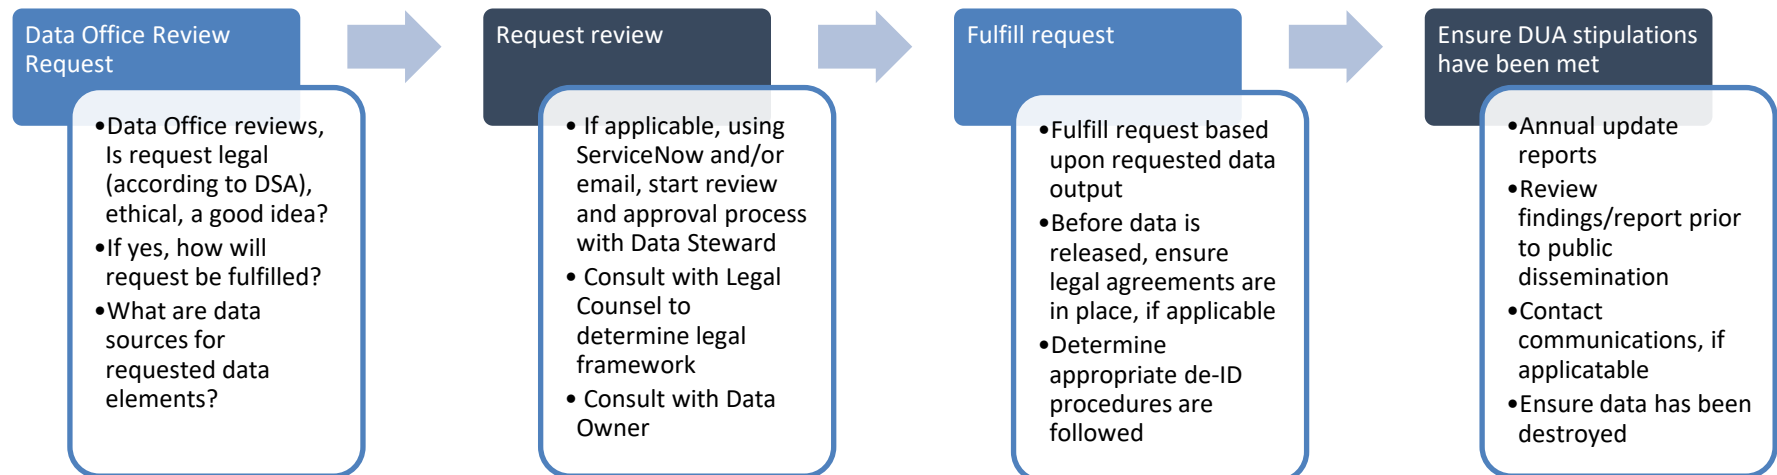 Data Office Review
Request
•Data Office reviews,
Is request legal
(according to DSA),
ethical, a good idea?
•If yes, how will
request be fulfilled?
•What are data
sources for
requested data
elements?
Request review
• If applicable, using
ServiceNow and/or
email, start review
and approval process
with Data Steward
• Consult with Legal
Counsel to
determine legal
framework
• Consult with Data
Owner
Fulfill request
•Fulfill request based
upon requested data
output
•Before data is
released, ensure
legal agreements are
in place, if applicable
•Determine
appropriate de-ID
procedures are
followed
Ensure DUA stipulations
have been met
•Annual update
reports
•Review
findings/report prior
to public
dissemination
•Contact
communications, if
applicatable
•Ensure data has been
destroyed